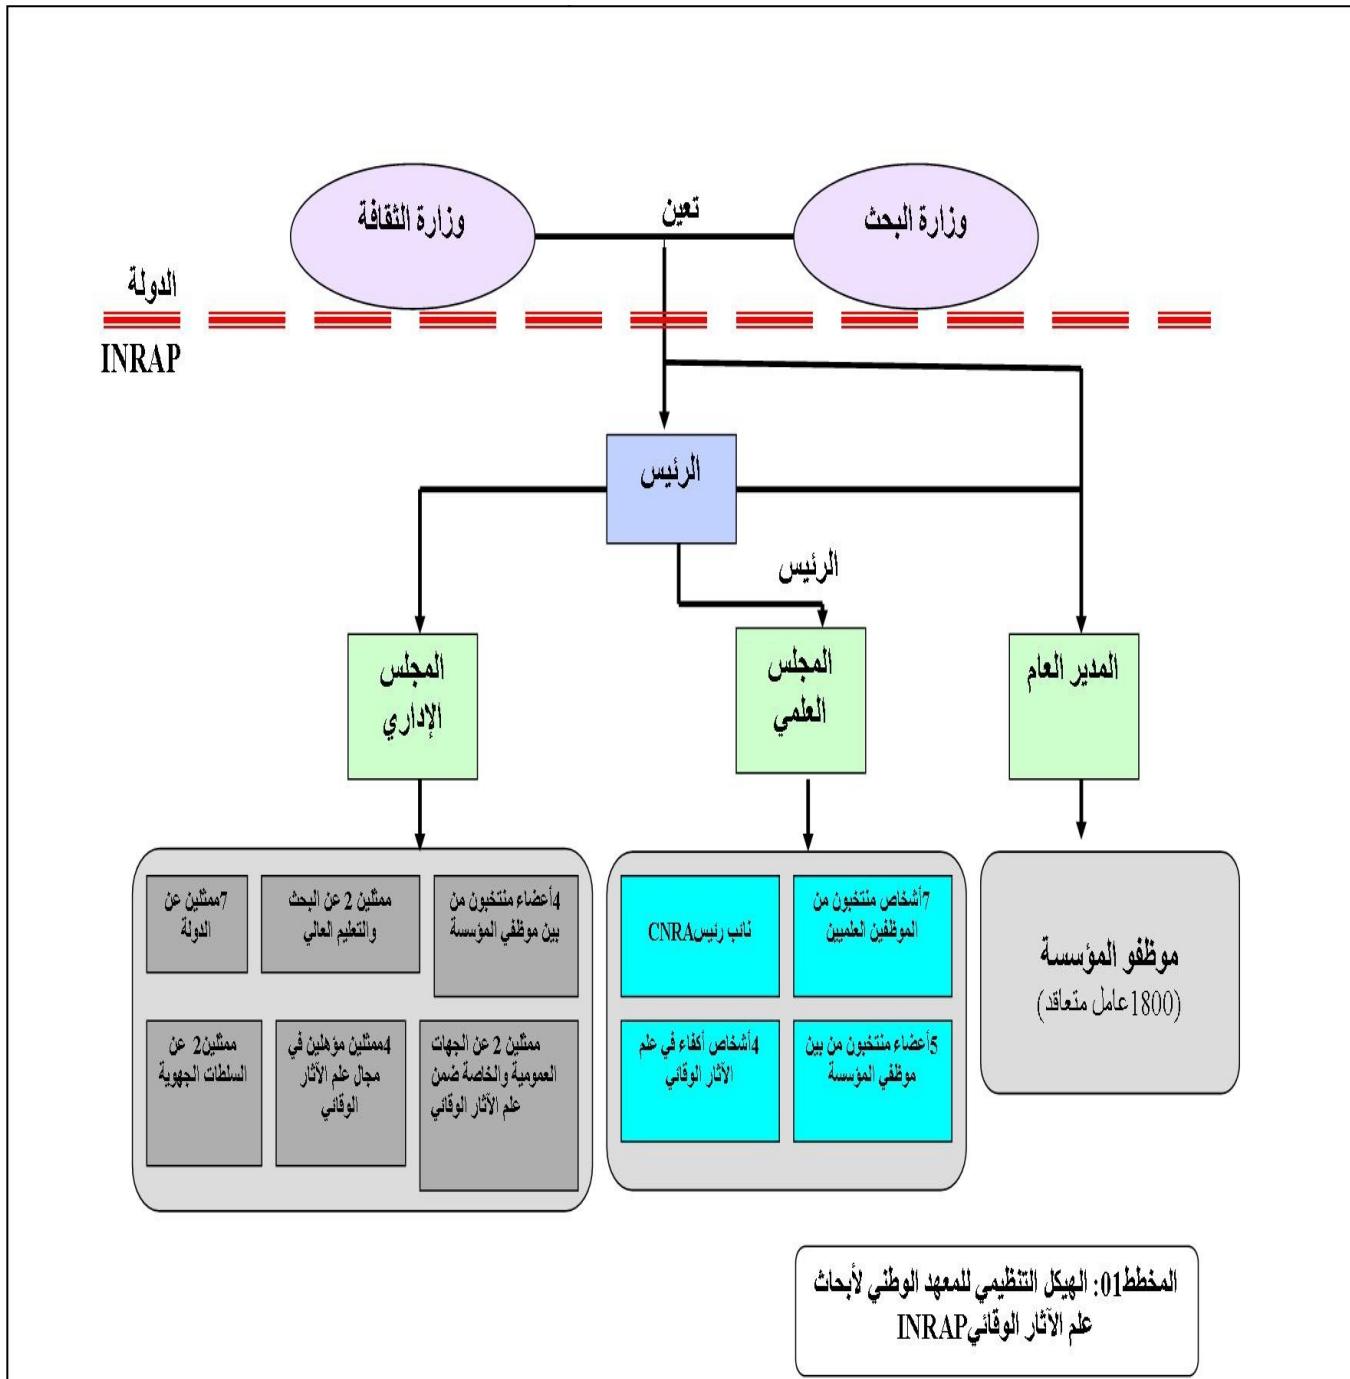 وزارة البحث
تعين
وزارة الثقافة
الدولة
INRAP
الرئيس
الرئيس
المدير العام
المجلس
العلمي
المجلس
الإداري
موظفو المؤسسة
(1800عامل متعاقد)
7أشخاص منتخبون من
الموظفين العلميين
نائب رئيسCNRA
5أعضاء منتخبون من بين
موظفي المؤسسة
4أشخاص أكفاء في علم
الآثار الوقائي
4أعضاء منتخبون من
بين موظفي المؤسسة
ممثلين 2 عن البحث
والتعليم العالي
7ممثلين عن
الدولة
ممثلين 2 عن الجهات
العمومية والخاصة ضمن
علم الآثار الوقائي
4ممثلين مؤهلين في
مجال علم الآثار
الوقائي
ممثلين2 عن
السلطات الجهوية
المخطط01: الهيكل التنظيمي للمعهد الوطني لأبحاث
علم الآثار الوقائيINRAP